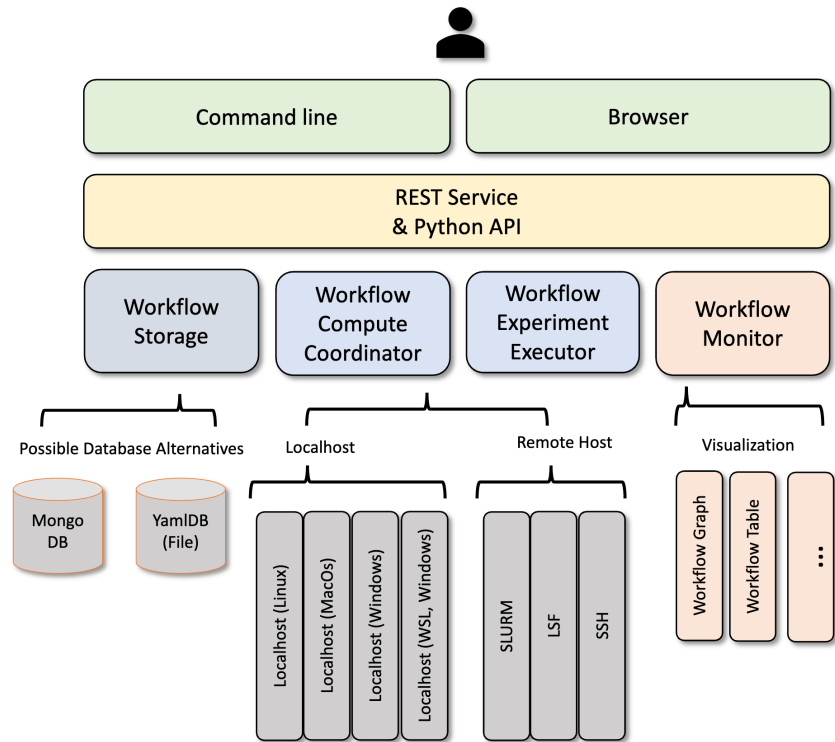 Command line
Browser
REST Service
& Python API
Workflow
Storage
Workflow
Compute
Coordinator
Workflow
Experiment
Executor
Workflow
Monitor
Possible Database Alternatives
Localhost
Remote Host
Visualization
Mongo
DB
YamlDB
(File)
Localhost (Linux)
Localhost (MacOs)
Localhost (Windows)
Localhost (WSL, Windows)
SLURM
LSF
SSH
Workflow Graph
Workflow Table
...